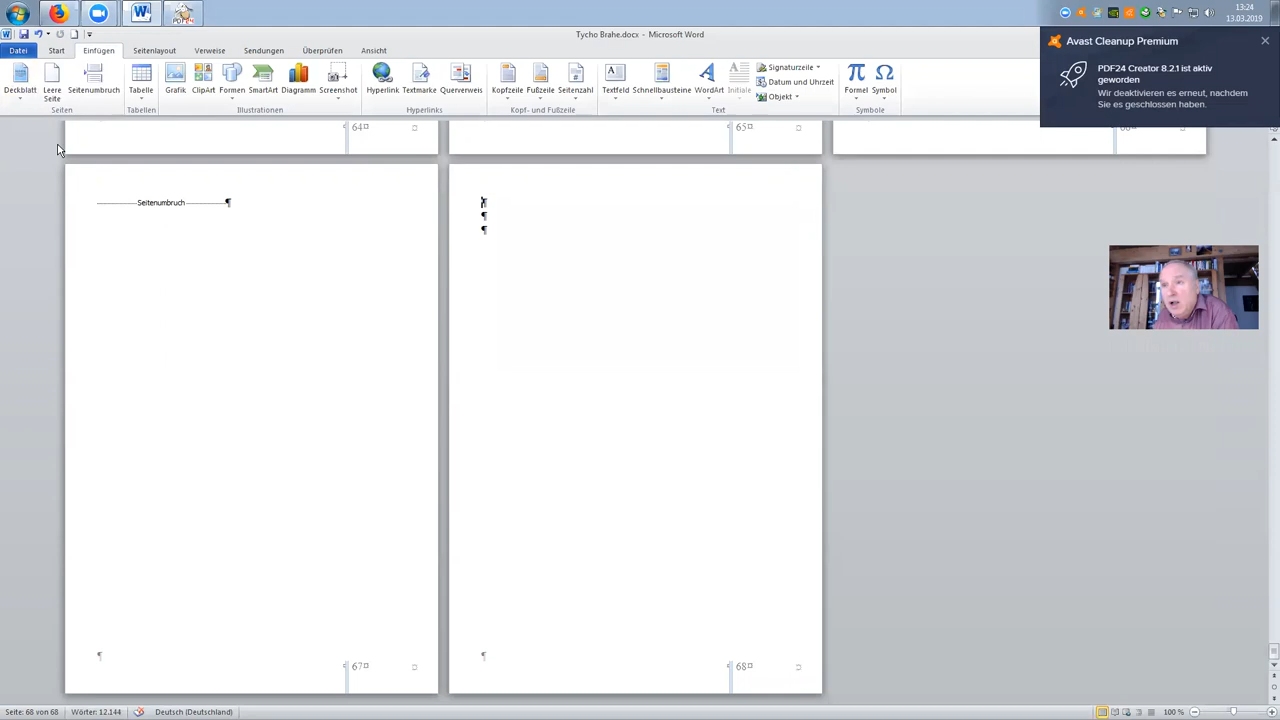 13:24
13.03.2019
Tycho Brahe.docx - Microsoft Word
Avast Cleanup Premium
PDF24 Creator 8.2.1 ist aktiv
geworden
Wir deaktivieren es erneut, nachdem
Sie es geschlossen haben.
Datei Start Einfügen Seitenlayout Verweise Sendungen Überprüfen Ansicht
Deckblatt Leere Seite Seitenumbruch Tabelle Grafik ClipArt Formen SmartArt Diagramm Screenshot Hyperlink Textmarke Querverweis Kopfzeile Fußzeile Seitenzahl Textfeld Schnellbausteine WordArt Initiale Signaturzeile Datum und Uhrzeit Objekt Formel Symbol
Seiten Tabellen Illustrationen Hyperlinks Kopf- und Fußzeile Text Symbole
64 65
Seitenumbruch ¶ ¶
¶
¶
¶ ¶
67 68
Seite: 68 von 68 Wörter: 12.144 Deutsch (Deutschland) 100 %